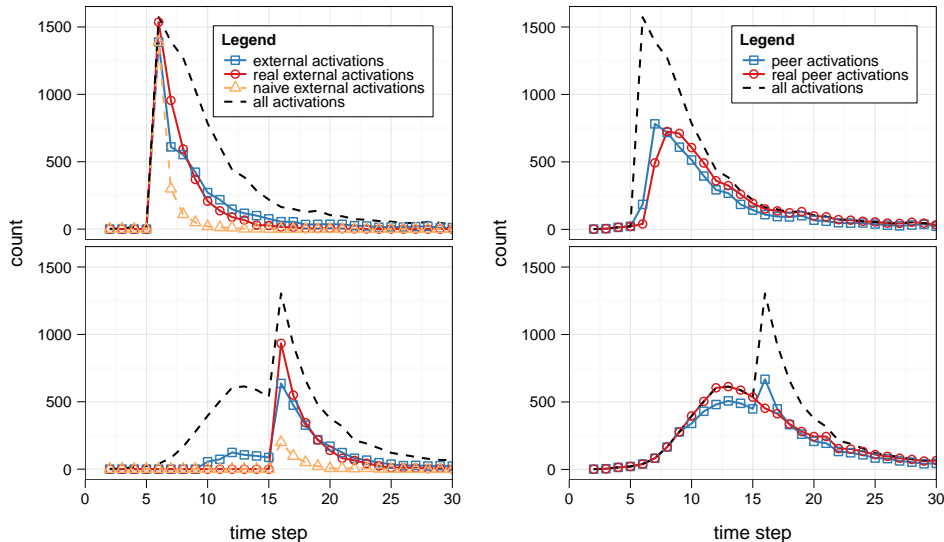 1500
1000
500
0
Legend
external activations
real external activations
naive external activations
all activations
1500
1000
500
0
Legend
peer activations
real peer activations
all activations
count
count
1500
1000
500
0
0 5 10 15 20 25 30
time step
1500
1000
500
0
0 5 10 15 20 25 30
time step